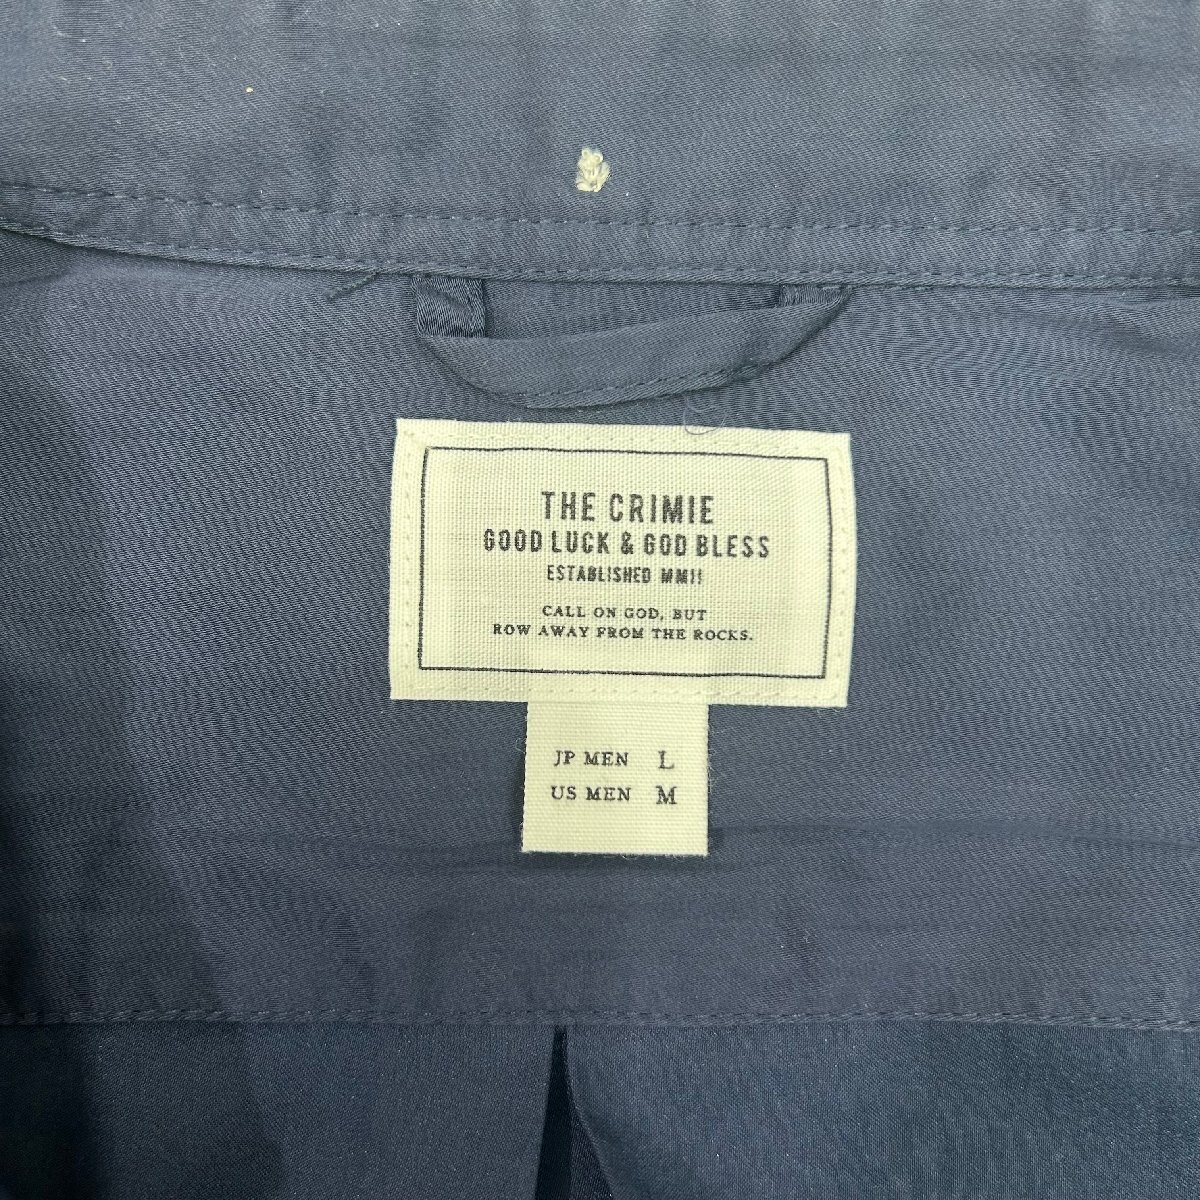 THE CRIMIE
GOOD LUCK & GOD BLESS
ESTABLISHED MMII
CALL ON GOD, BUT
ROW AWAY FROM THE ROCKS.
JP MEN L
US MEN M